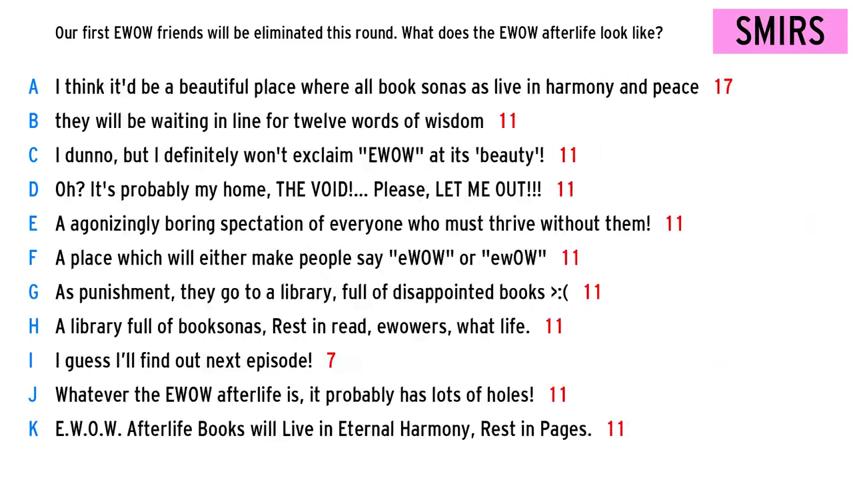 Our first EWOW friends will be eliminated this round. What does the EWOW afterlife look like?
SMIRS
A I think it'd be a beautiful place where all book sonas as live in harmony and peace 17
B they will be waiting in line for twelve words of wisdom 11
C I dunno, but I definitely won't exclaim "EWOW" at its 'beauty'! 11
D Oh? It's probably my home, THE VOID!... Please, LET ME OUT!!! 11
E A agonizingly boring spectation of everyone who must thrive without them! 11
F A place which will either make people say "eWOW" or "ewOW" 11
G As punishment, they go to a library, full of disappointed books >:( 11
H A library full of booksonas, Rest in read, ewowers, what life. 11
I I guess I'll find out next episode! 7
J Whatever the EWOW afterlife is, it probably has lots of holes! 11
K E.W.O.W. Afterlife Books will Live in Eternal Harmony, Rest in Pages. 11